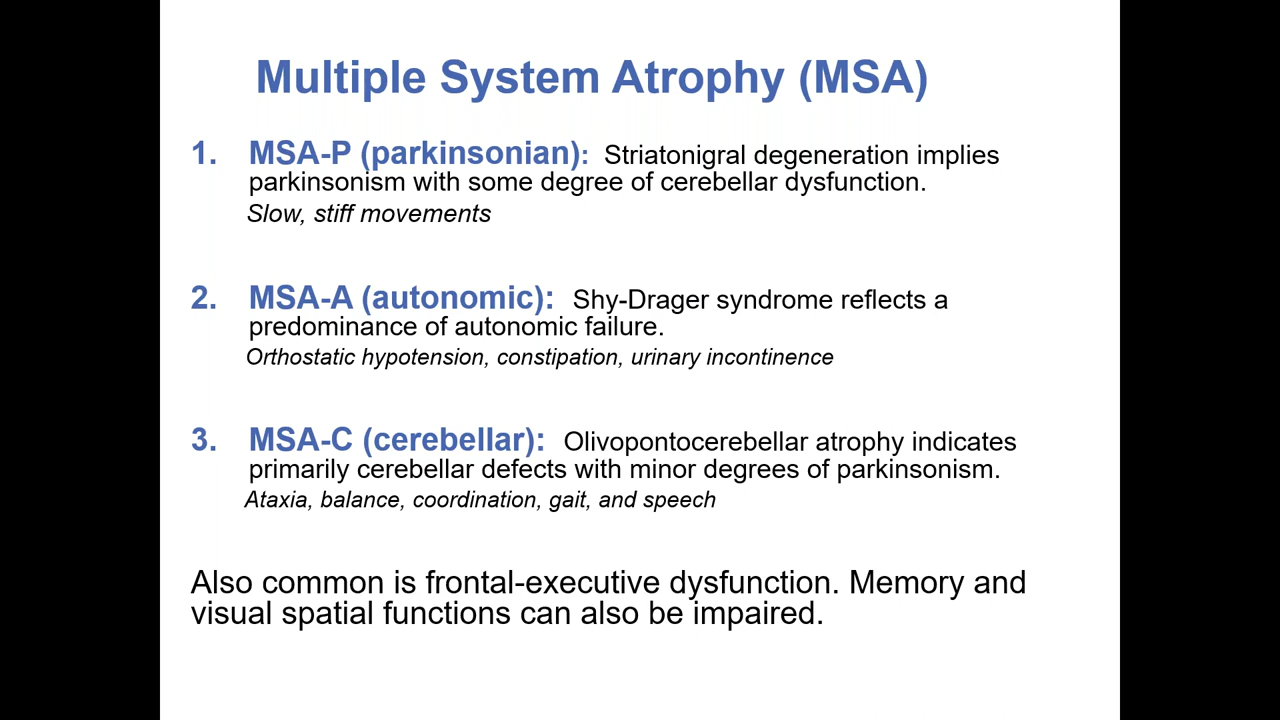 Multiple System Atrophy (MSA)
1. MSA-P (parkinsonian): Striatonigral degeneration implies
parkinsonism with some degree of cerebellar dysfunction.
Slow, stiff movements
2. MSA-A (autonomic): Shy-Drager syndrome reflects a
predominance of autonomic failure.
Orthostatic hypotension, constipation, urinary incontinence
3. MSA-C (cerebellar): Olivopontocerebellar atrophy indicates
primarily cerebellar defects with minor degrees of parkinsonism.
Ataxia, balance, coordination, gait, and speech
Also common is frontal-executive dysfunction. Memory and
visual spatial functions can also be impaired.